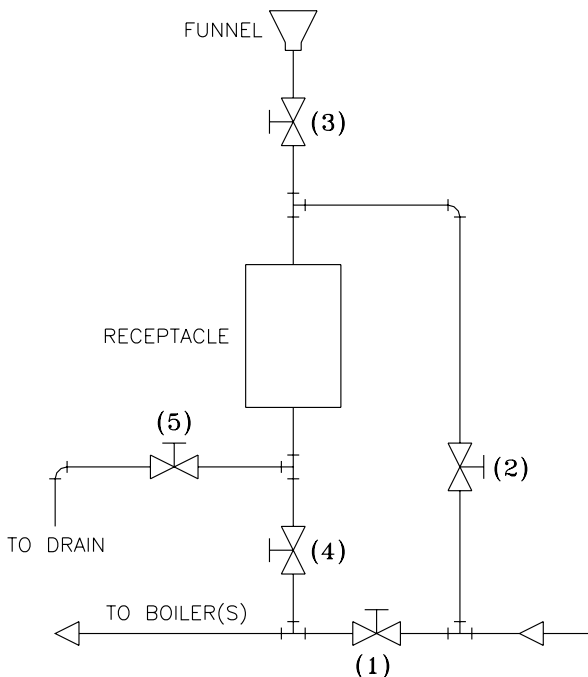 FUNNEL
(3)
RECEPTACLE
(5)
(2)
TO DRAIN
(4)
TO BOILER(S)
(1)